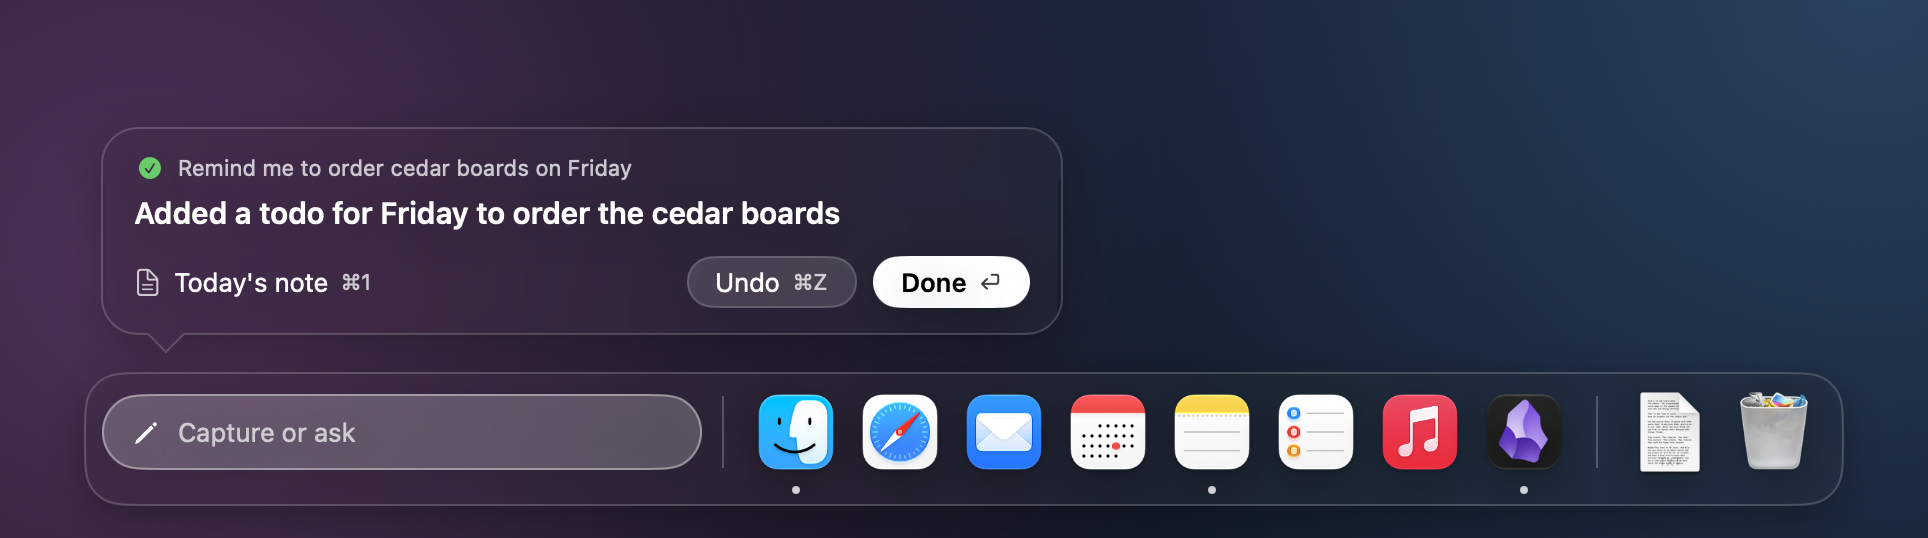 Remind me to order cedar boards on Friday
Added a todo for Friday to order the cedar boards
Today's note ⌘1
Undo ⌘Z
Done ↩
Capture or ask